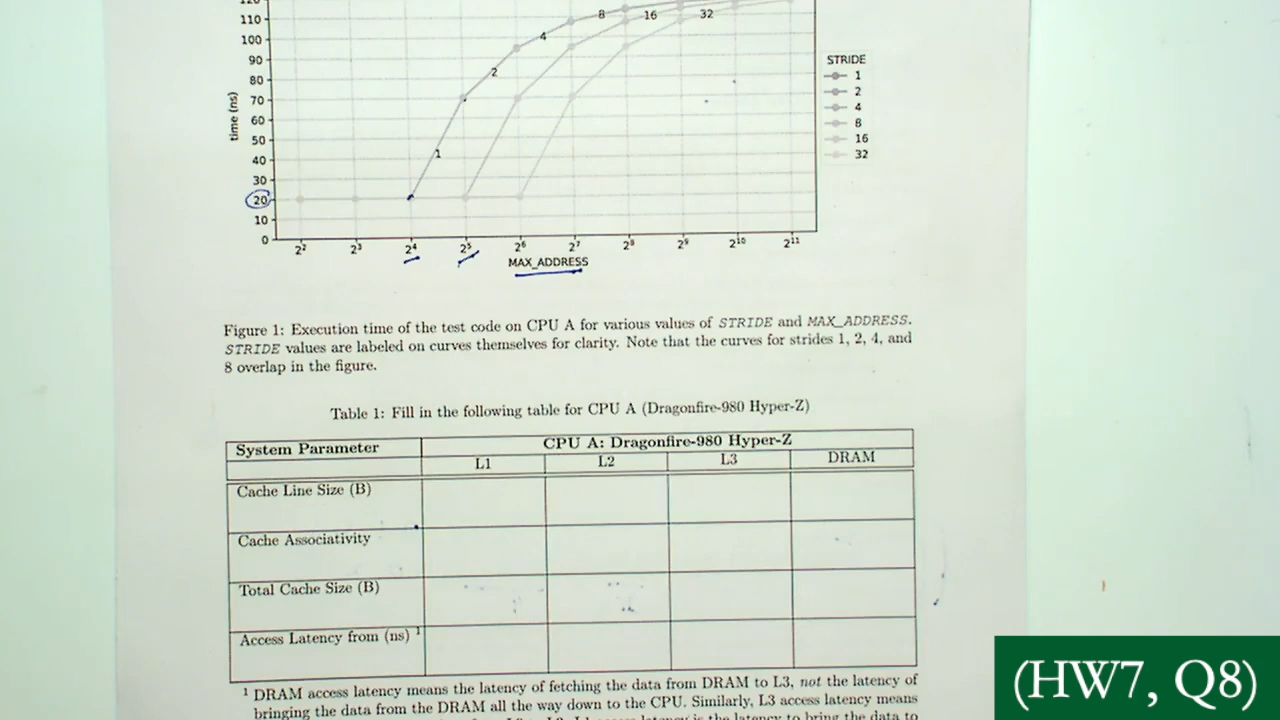 110
100
90
80
70
60
50
40
30
20
10
0
time (ns)
1
2
4
8
16
32
2² 2³ 2⁴ 2⁵ 2⁶ 2⁷ 2⁸ 2⁹ 2¹⁰ 2¹¹
MAX_ADDRESS
STRIDE
1
2
4
8
16
32
Figure 1: Execution time of the test code on CPU A for various values of STRIDE and MAX_ADDRESS.
STRIDE values are labeled on curves themselves for clarity. Note that the curves for strides 1, 2, 4, and
8 overlap in the figure.
Table 1: Fill in the following table for CPU A (Dragonfire-980 Hyper-Z)
System Parameter CPU A: Dragonfire-980 Hyper-Z
L1 L2 L3 DRAM
Cache Line Size (B)
Cache Associativity
Total Cache Size (B)
Access Latency from (ns) ¹
¹ DRAM access latency means the latency of fetching the data from DRAM to L3, not the latency of
bringing the data from the DRAM all the way down to the CPU. Similarly, L3 access latency means
(HW7, Q8)